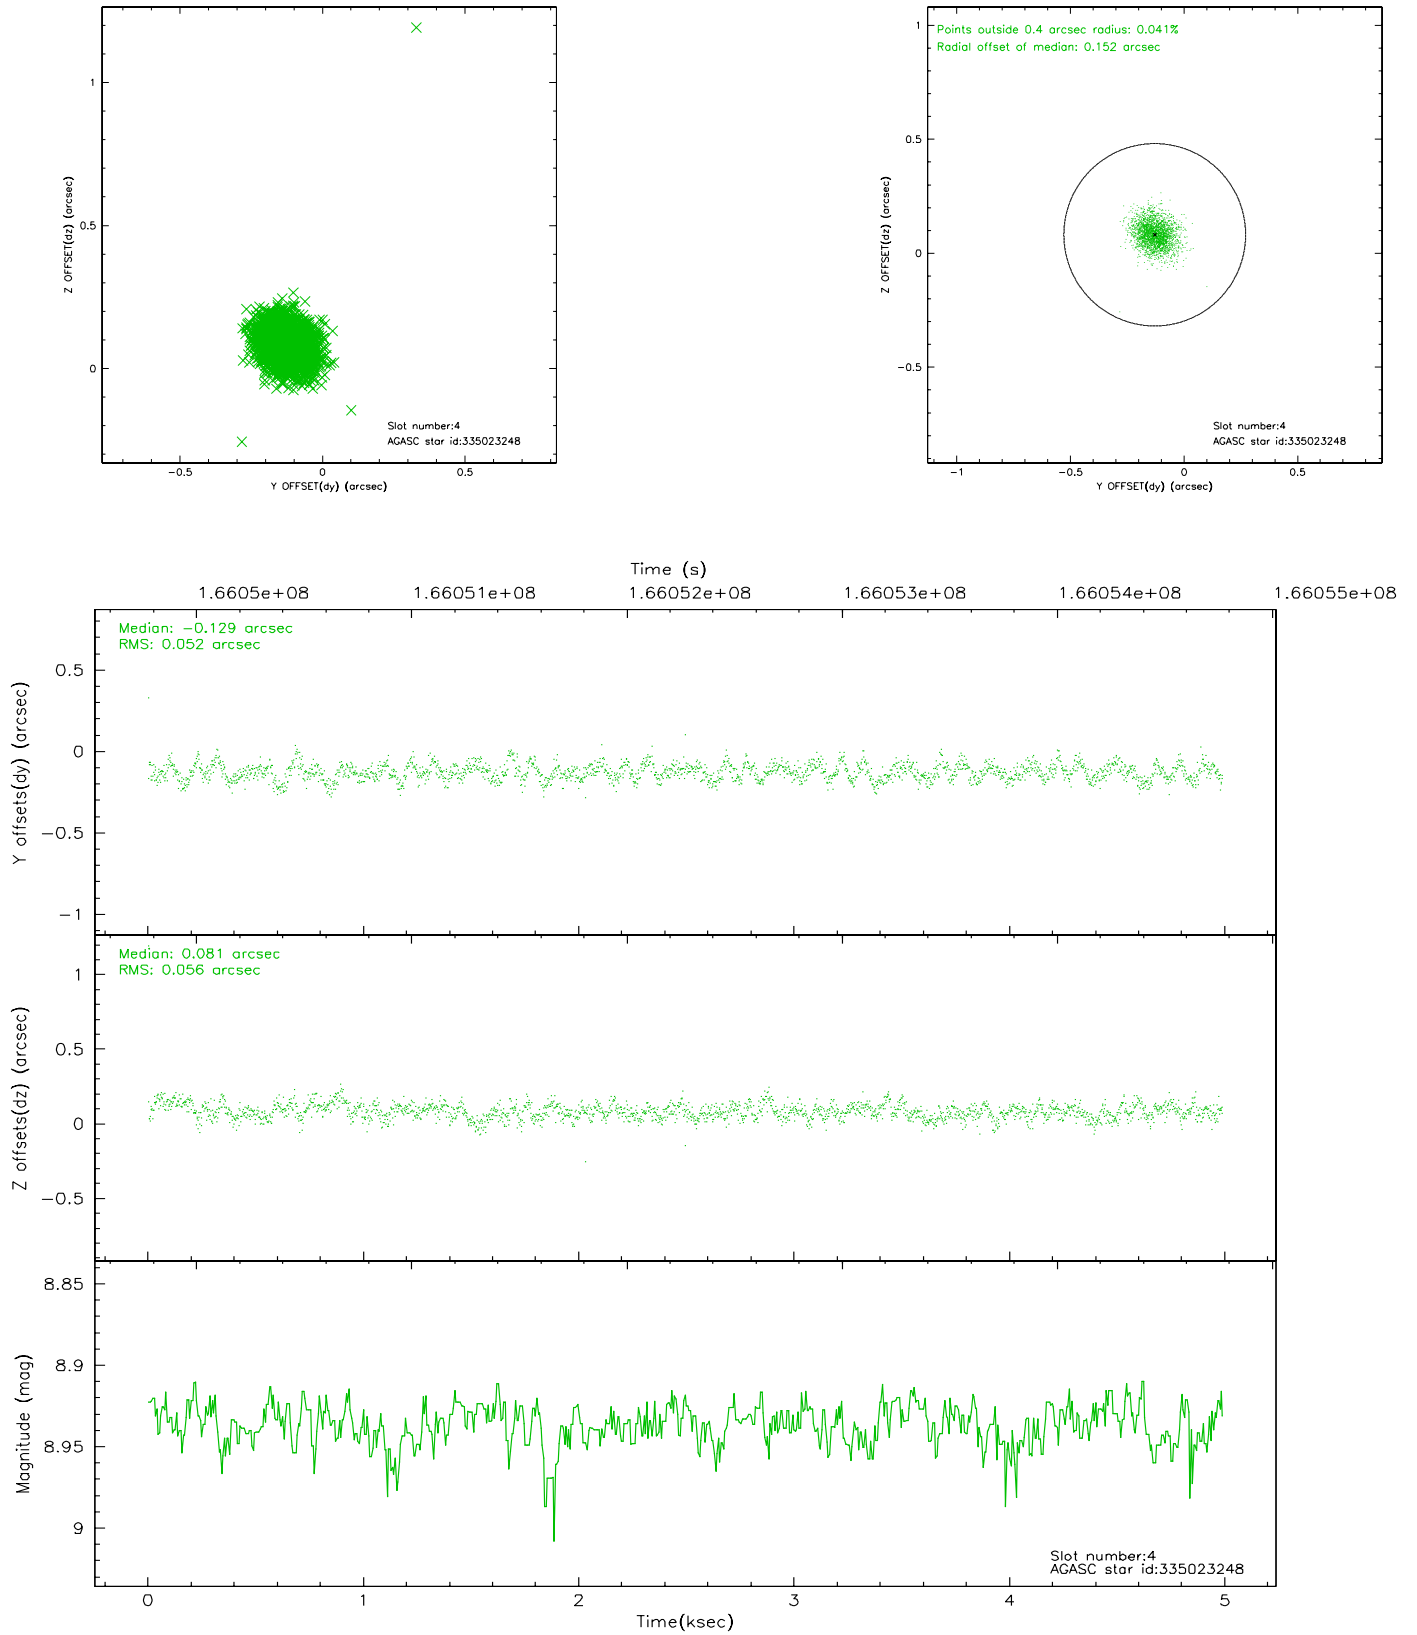 1
0.5
0
−0.5
0
0.5
Z OFFSET(dz) (arcsec)
Y OFFSET(dy) (arcsec)
Slot number:4
AGASC star id:335023248
Points outside 0.4 arcsec radius: 0.041%
Radial offset of median: 0.152 arcsec
1
0.5
0
−0.5
−1
−0.5
0
0.5
Z OFFSET(dz) (arcsec)
Y OFFSET(dy) (arcsec)
Slot number:4
AGASC star id:335023248
Time (s)
1.6605e+08
1.66051e+08
1.66052e+08
1.66053e+08
1.66054e+08
1.66055e+08
Median: −0.129 arcsec
RMS: 0.052 arcsec
0.5
0
−0.5
−1
Y offsets(dy) (arcsec)
Median: 0.081 arcsec
RMS: 0.056 arcsec
1
0.5
0
−0.5
Z offsets(dz) (arcsec)
8.85
8.9
8.95
9
Magnitude (mag)
Slot number:4
AGASC star id:335023248
0
1
2
3
4
5
Time(ksec)